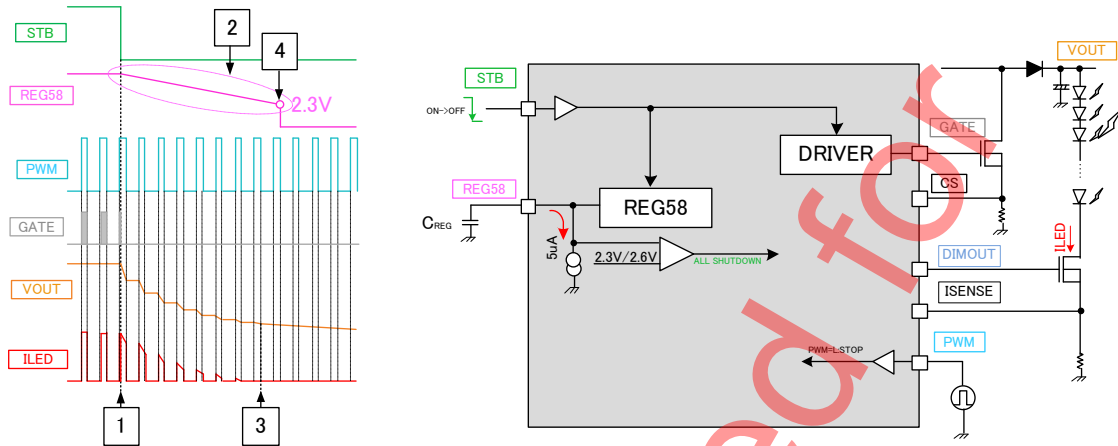 STB
REG58
PWM
GATE
VOUT
ILED
2
4
2.3V
1
3
STB
ON->OFF
REG58
CREG
5uA
REG58
2.3V/2.6V
ALL SHUTDOWN
DRIVER
PWM=L:STOP
VOUT
GATE
CS
ILED
DIMOUT
ISENSE
PWM
d for